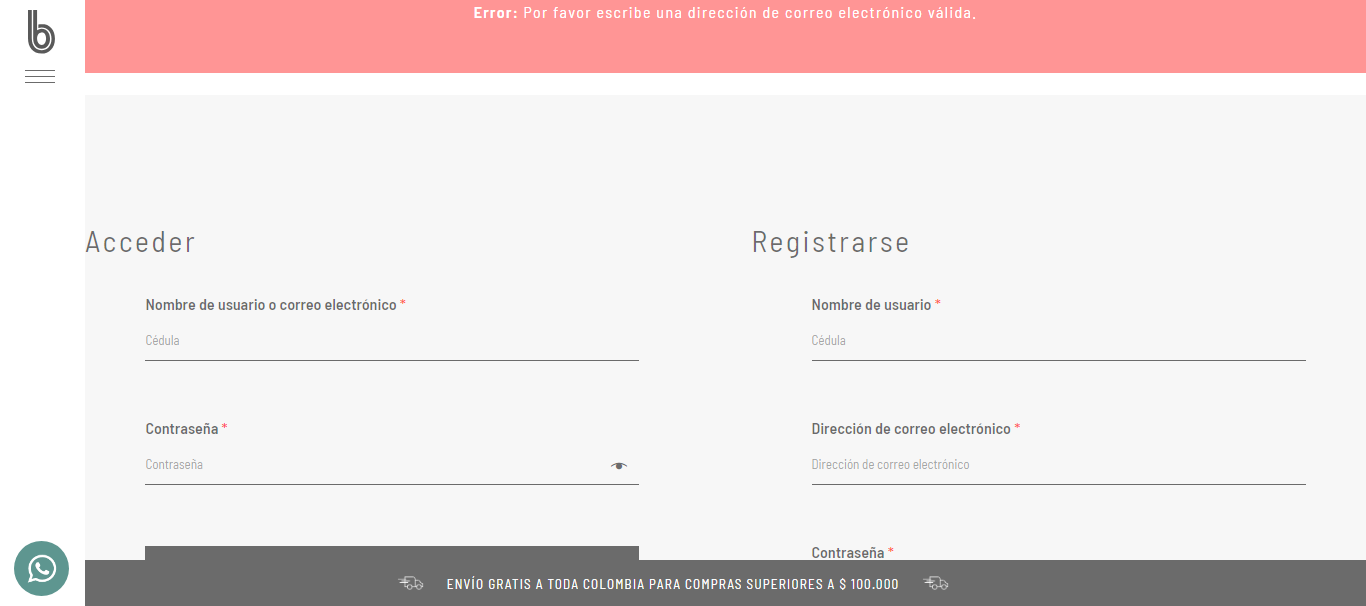 Error: Por favor escribe una dirección de correo electrónico válida.
b
Acceder
Nombre de usuario o correo electrónico *
Cédula
Contraseña *
Contraseña
Registrarse
Nombre de usuario *
Cédula
Dirección de correo electrónico *
Dirección de correo electrónico
Contraseña *
ENVÍO GRATIS A TODA COLOMBIA PARA COMPRAS SUPERIORES A $ 100.000